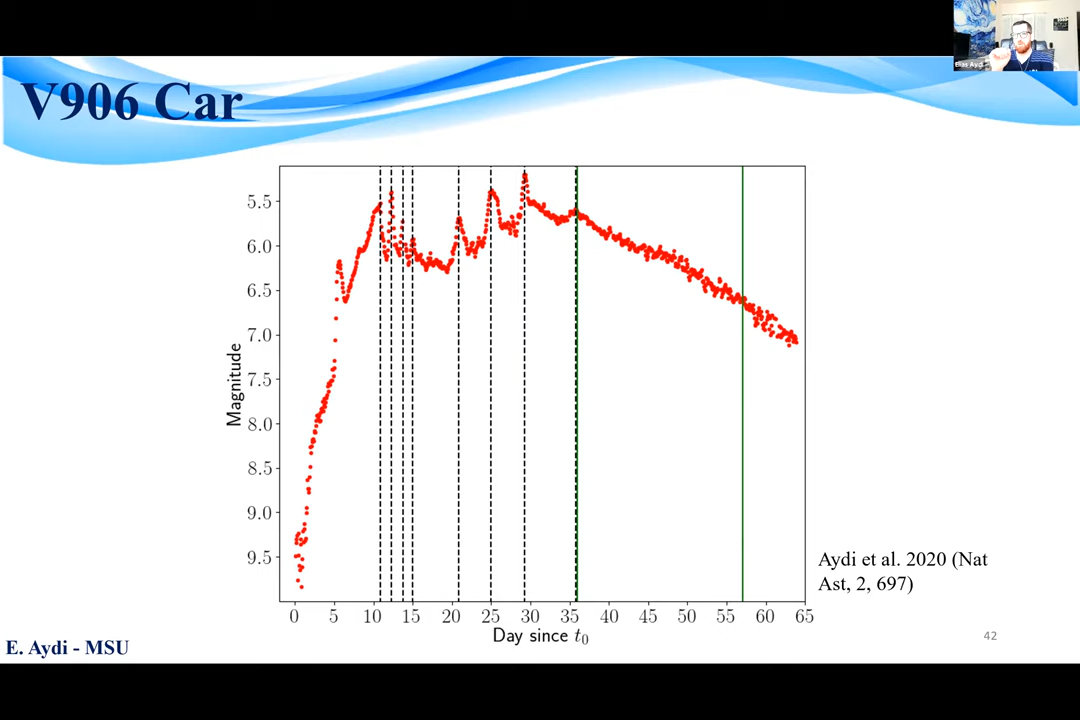 Elias Aydi
V906 Car
5.5
6.0
6.5
7.0
7.5
8.0
8.5
9.0
9.5
Magnitude
0 5 10 15 20 25 30 35 40 45 50 55 60 65
Day since t₀
Aydi et al. 2020 (Nat
Ast, 2, 697)
42
E. Aydi - MSU